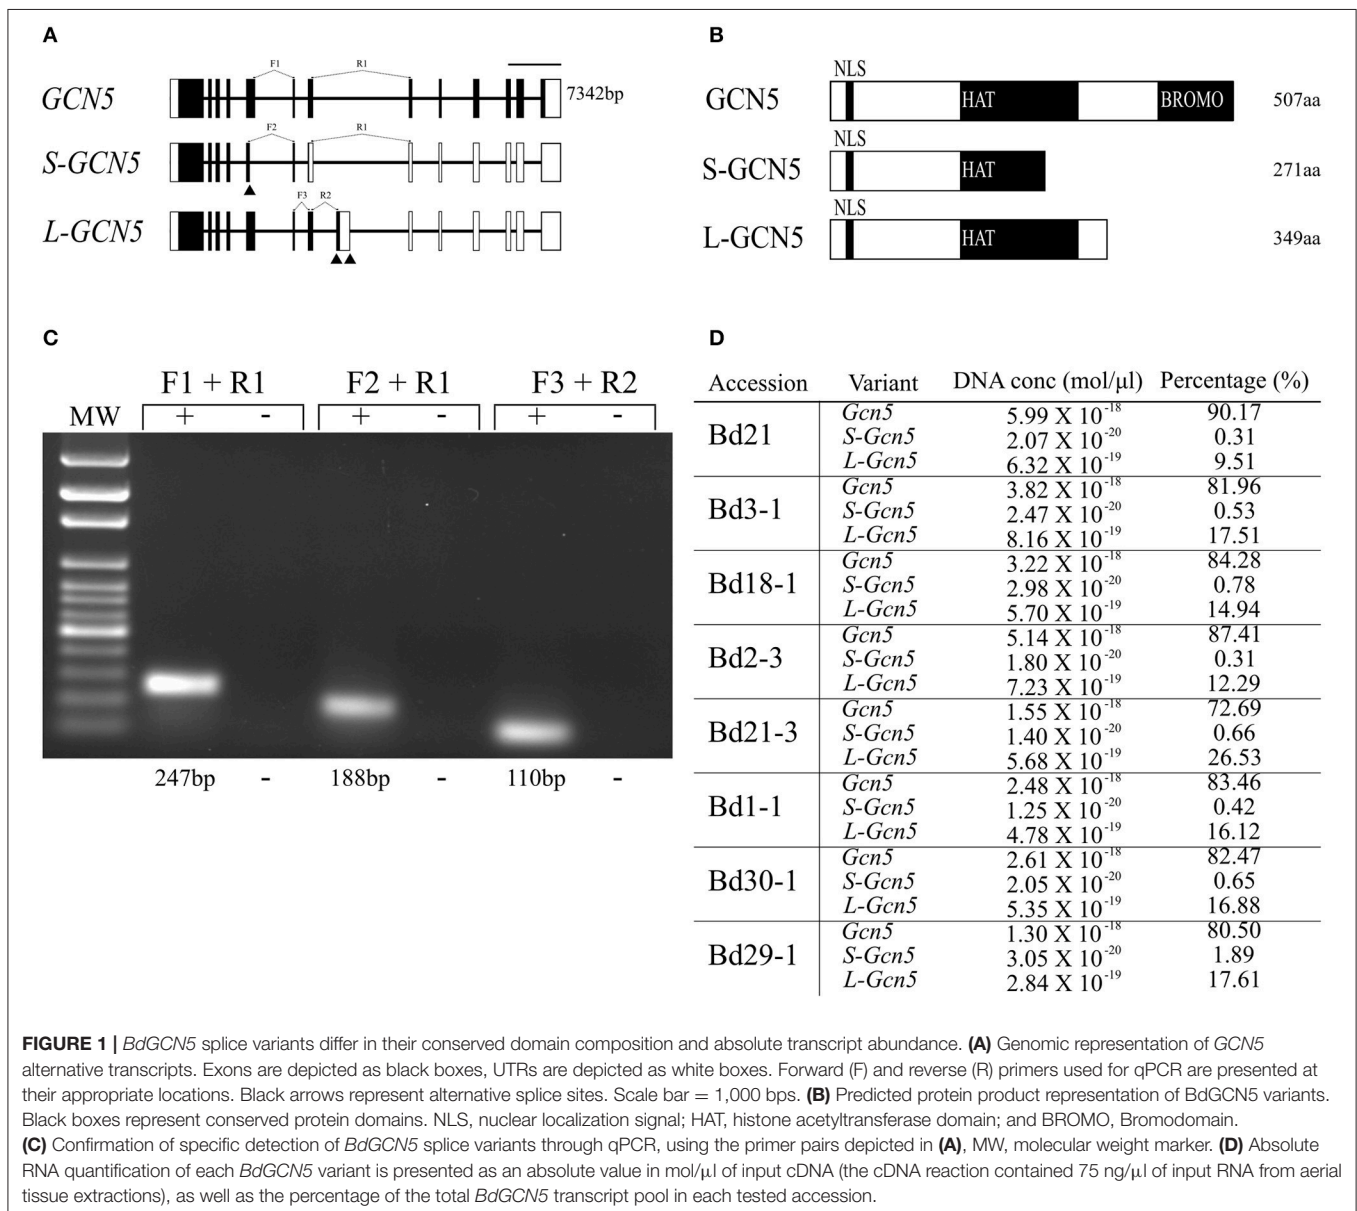 A
F1 R1
GCN5 7342bp
F2 R1
S-GCN5
F3 R2
L-GCN5
B
NLS
GCN5 HAT BROMO 507aa
NLS
S-GCN5 HAT 271aa
NLS
L-GCN5 HAT 349aa
C
F1 + R1 F2 + R1 F3 + R2
MW + - + - + -
247bp - 188bp - 110bp -
D
Accession Variant DNA conc (mol/μl) Percentage (%)
Bd21
Gcn5 5.99 X 10⁻¹⁸ 90.17
S-Gcn5 2.07 X 10⁻²⁰ 0.31
L-Gcn5 6.32 X 10⁻¹⁹ 9.51
Bd3-1
Gcn5 3.82 X 10⁻¹⁸ 81.96
S-Gcn5 2.47 X 10⁻²⁰ 0.53
L-Gcn5 8.16 X 10⁻¹⁹ 17.51
Bd18-1
Gcn5 3.22 X 10⁻¹⁸ 84.28
S-Gcn5 2.98 X 10⁻²⁰ 0.78
L-Gcn5 5.70 X 10⁻¹⁹ 14.94
Bd2-3
Gcn5 5.14 X 10⁻¹⁸ 87.41
S-Gcn5 1.80 X 10⁻²⁰ 0.31
L-Gcn5 7.23 X 10⁻¹⁹ 12.29
Bd21-3
Gcn5 1.55 X 10⁻¹⁸ 72.69
S-Gcn5 1.40 X 10⁻²⁰ 0.66
L-Gcn5 5.68 X 10⁻¹⁹ 26.53
Bd1-1
Gcn5 2.48 X 10⁻¹⁸ 83.46
S-Gcn5 1.25 X 10⁻²⁰ 0.42
L-Gcn5 4.78 X 10⁻¹⁹ 16.12
Bd30-1
Gcn5 2.61 X 10⁻¹⁸ 82.47
S-Gcn5 2.05 X 10⁻²⁰ 0.65
L-Gcn5 5.35 X 10⁻¹⁹ 16.88
Bd29-1
Gcn5 1.30 X 10⁻¹⁸ 80.50
S-Gcn5 3.05 X 10⁻²⁰ 1.89
L-Gcn5 2.84 X 10⁻¹⁹ 17.61
FIGURE 1 | BdGCN5 splice variants differ in their conserved domain composition and absolute transcript abundance. (A) Genomic representation of GCN5
alternative transcripts. Exons are depicted as black boxes, UTRs are depicted as white boxes. Forward (F) and reverse (R) primers used for qPCR are presented at
their appropriate locations. Black arrows represent alternative splice sites. Scale bar = 1,000 bps. (B) Predicted protein product representation of BdGCN5 variants.
Black boxes represent conserved protein domains. NLS, nuclear localization signal; HAT, histone acetyltransferase domain; and BROMO, Bromodomain.
(C) Confirmation of specific detection of BdGCN5 splice variants through qPCR, using the primer pairs depicted in (A), MW, molecular weight marker. (D) Absolute
RNA quantification of each BdGCN5 variant is presented as an absolute value in mol/μl of input cDNA (the cDNA reaction contained 75 ng/μl of input RNA from aerial
tissue extractions), as well as the percentage of the total BdGCN5 transcript pool in each tested accession.